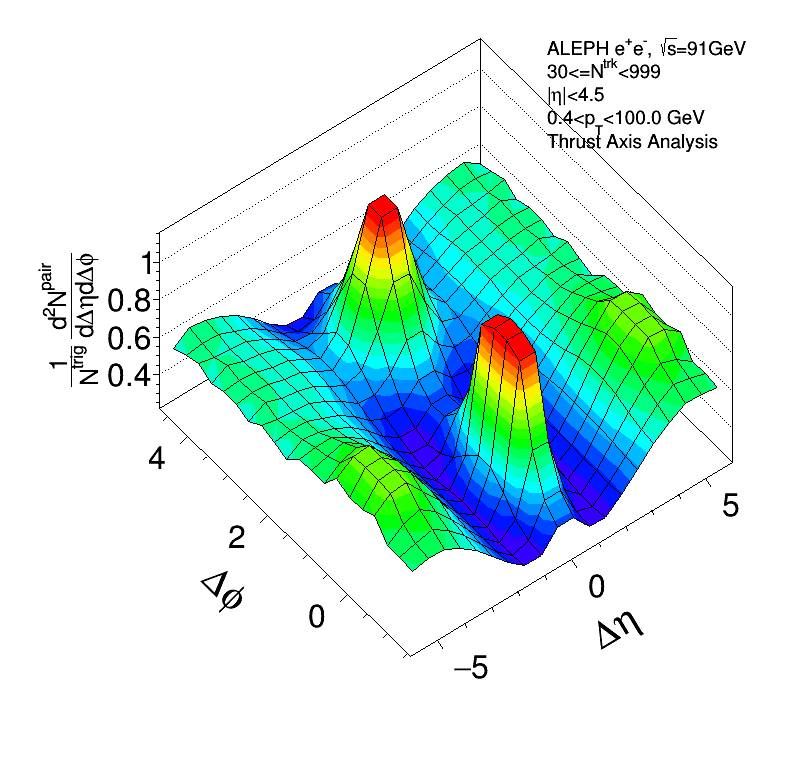 ALEPH e⁺e⁻, √s=91GeV
30<=N^trk<999
|η|<4.5
0.4<p_T<100.0 GeV
Thrust Axis Analysis
1/N^trig d²N^pair/dΔηdΔϕ
1
0.8
0.6
0.4
4
2
0
Δϕ
−5
0
5
Δη